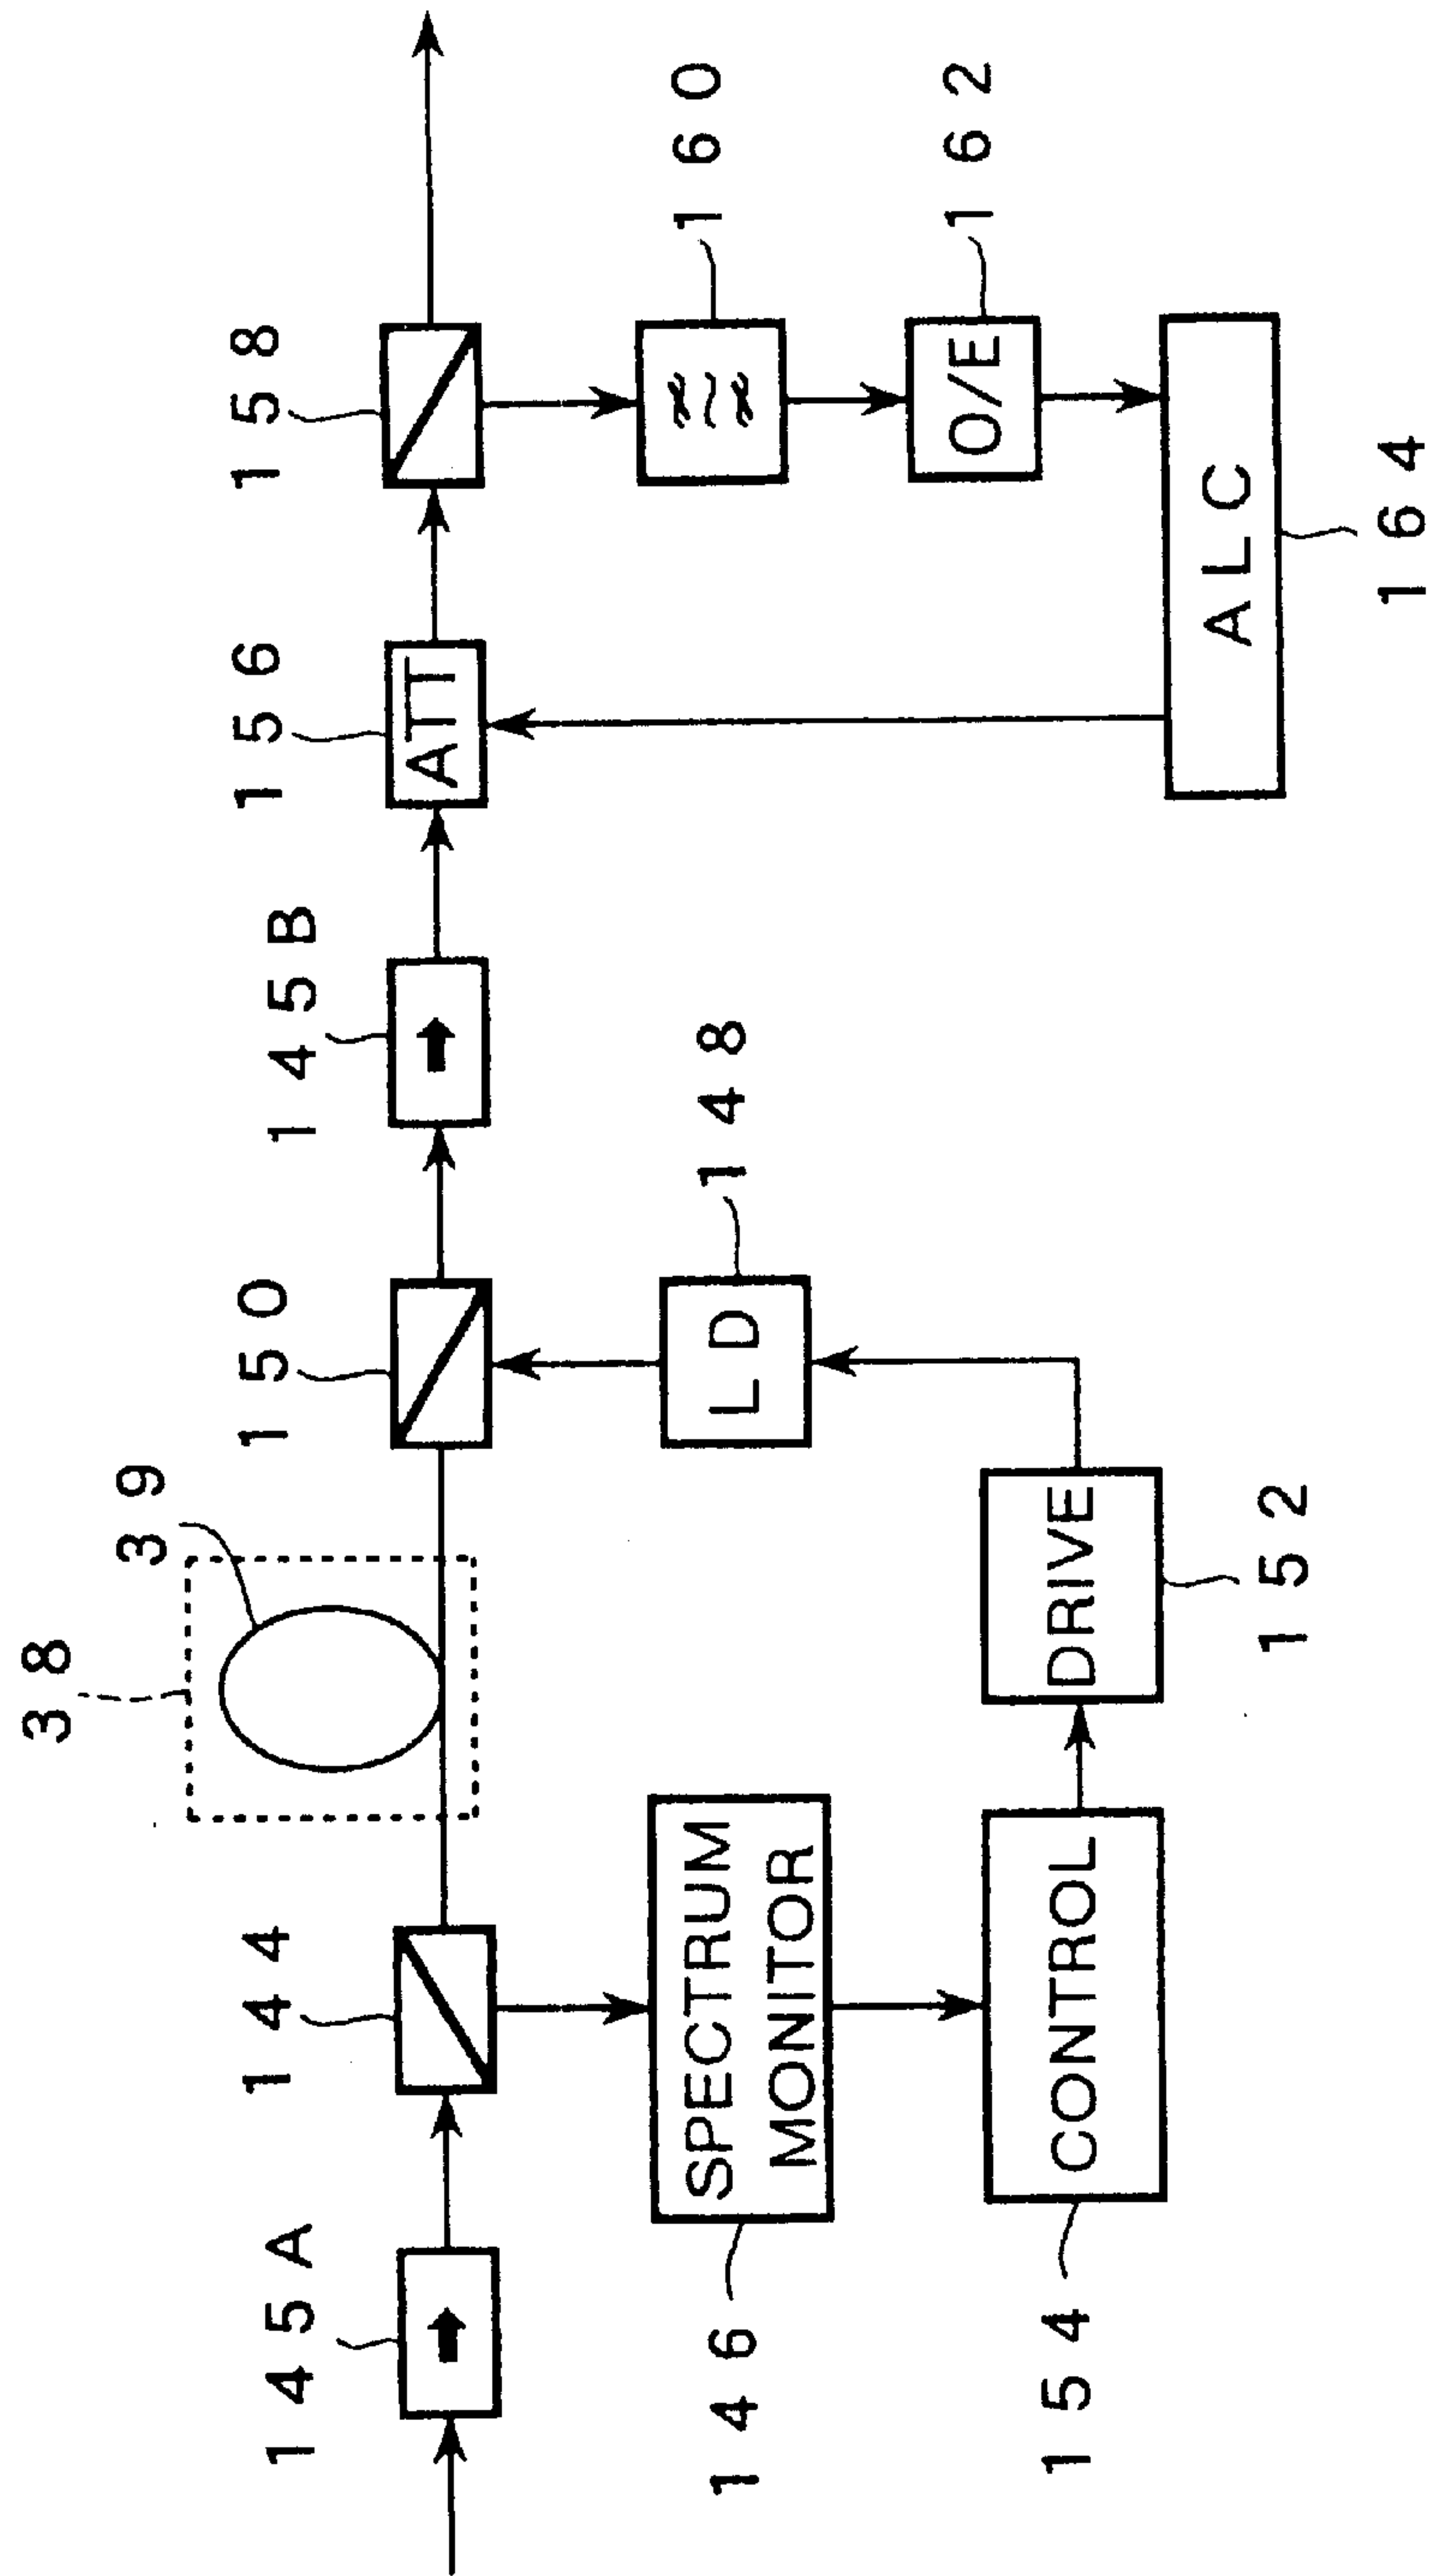 38
39
145A
144
150
145B
156
158
ATT
SPECTRUM
MONITOR
146
LD
148
160
O/E
162
CONTROL
154
DRIVE
152
ALC
164